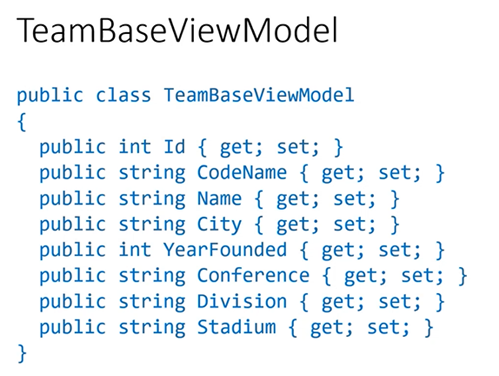 TeamBaseViewModel
public class TeamBaseViewModel
{
public int Id { get; set; }
public string CodeName { get; set; }
public string Name { get; set; }
public string City { get; set; }
public int YearFounded { get; set; }
public string Conference { get; set; }
public string Division { get; set; }
public string Stadium { get; set; }
}